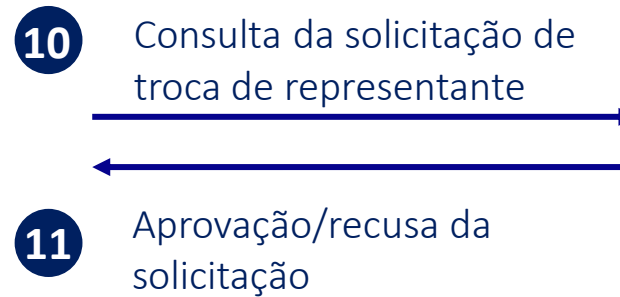 10 Consulta da solicitação de
troca de representante
11 Aprovação/recusa da
solicitação